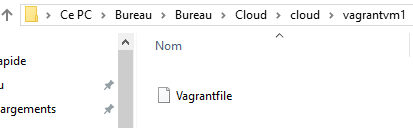 Ce PC > Bureau > Bureau > Cloud > cloud > vagrantvm1
Nom
apide
u
argements
Vagrantfile